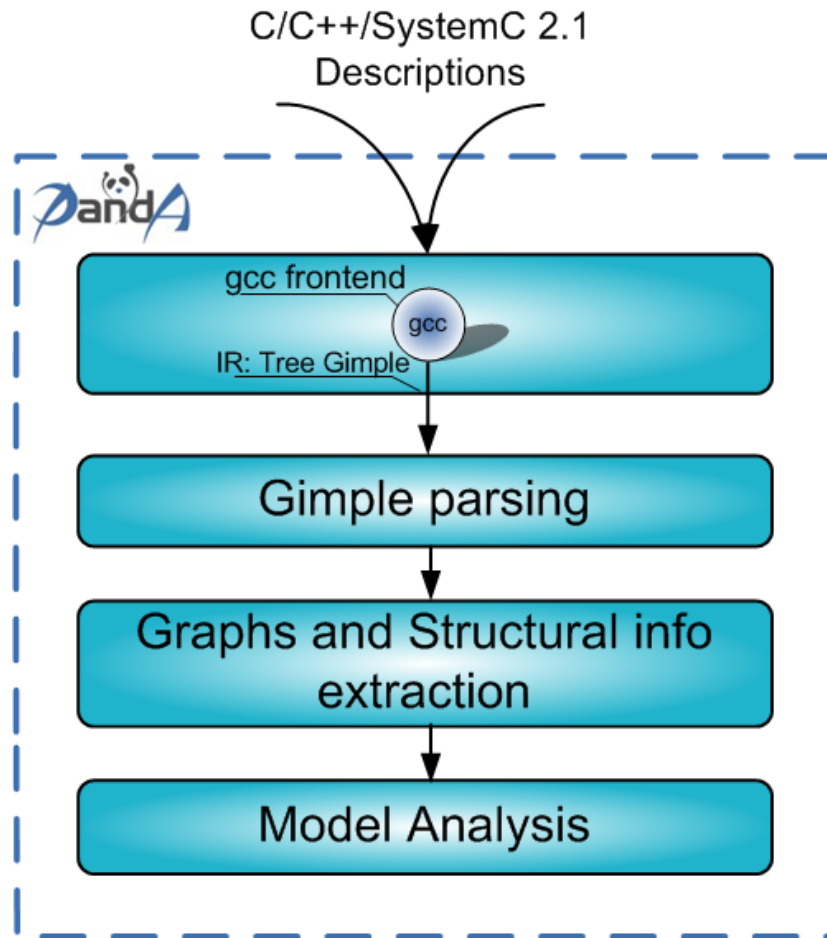 C/C++/SystemC 2.1
Descriptions
PandA
gcc frontend
gcc
IR: Tree Gimple
Gimple parsing
Graphs and Structural info
extraction
Model Analysis